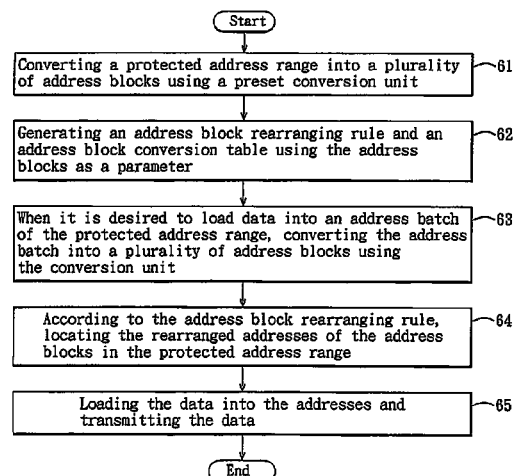 Start
Converting a protected address range into a plurality
of address blocks using a preset conversion unit
61
Generating an address block rearranging rule and an
address block conversion table using the address
blocks as a parameter
62
When it is desired to load data into an address batch
of the protected address range, converting the address
batch into a plurality of address blocks using
the conversion unit
63
According to the address block rearranging rule,
locating the rearranged addresses of the address
blocks in the protected address range
64
Loading the data into the addresses and
transmitting the data
65
End